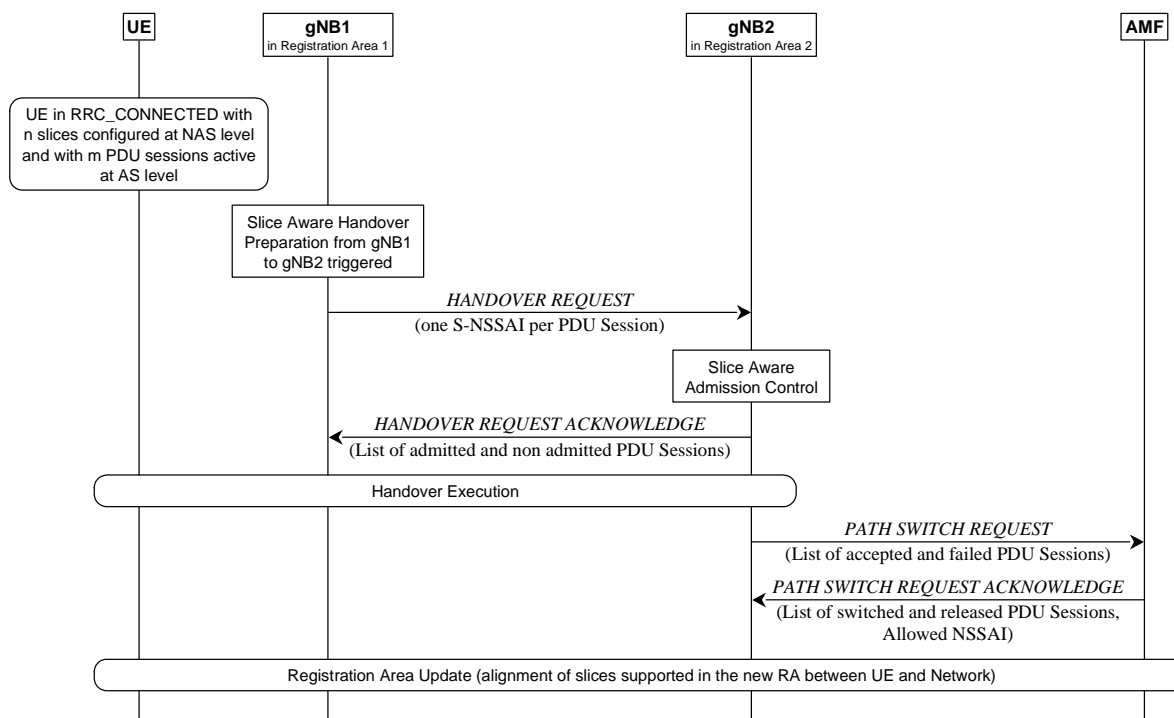 UE
gNB1
in Registration Area 1
gNB2
in Registration Area 2
AMF
UE in RRC_CONNECTED with
n slices configured at NAS level
and with m PDU sessions active
at AS level
Slice Aware Handover
Preparation from gNB1
to gNB2 triggered
HANDOVER REQUEST
(one S-NSSAI per PDU Session)
Slice Aware
Admission Control
HANDOVER REQUEST ACKNOWLEDGE
(List of admitted and non admitted PDU Sessions)
Handover Execution
PATH SWITCH REQUEST
(List of accepted and failed PDU Sessions)
PATH SWITCH REQUEST ACKNOWLEDGE
(List of switched and released PDU Sessions,
Allowed NSSAI)
Registration Area Update (alignment of slices supported in the new RA between UE and Network)